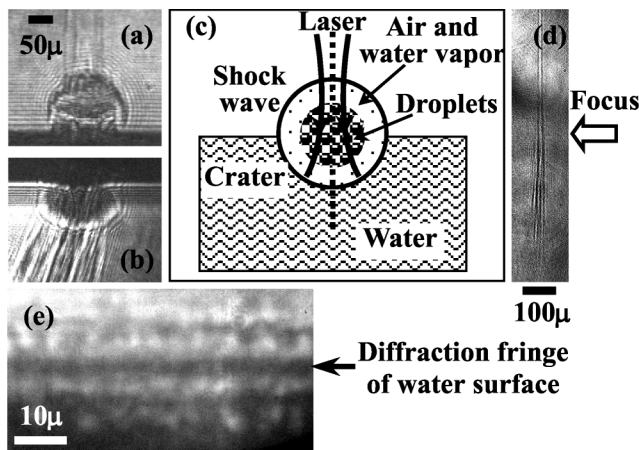 50μ
(a)
(b)
(c)
Laser
Air and
water vapor
Shock
wave
Droplets
Crater
Water
(d)
Focus
100μ
(e)
10μ
Diffraction fringe
of water surface